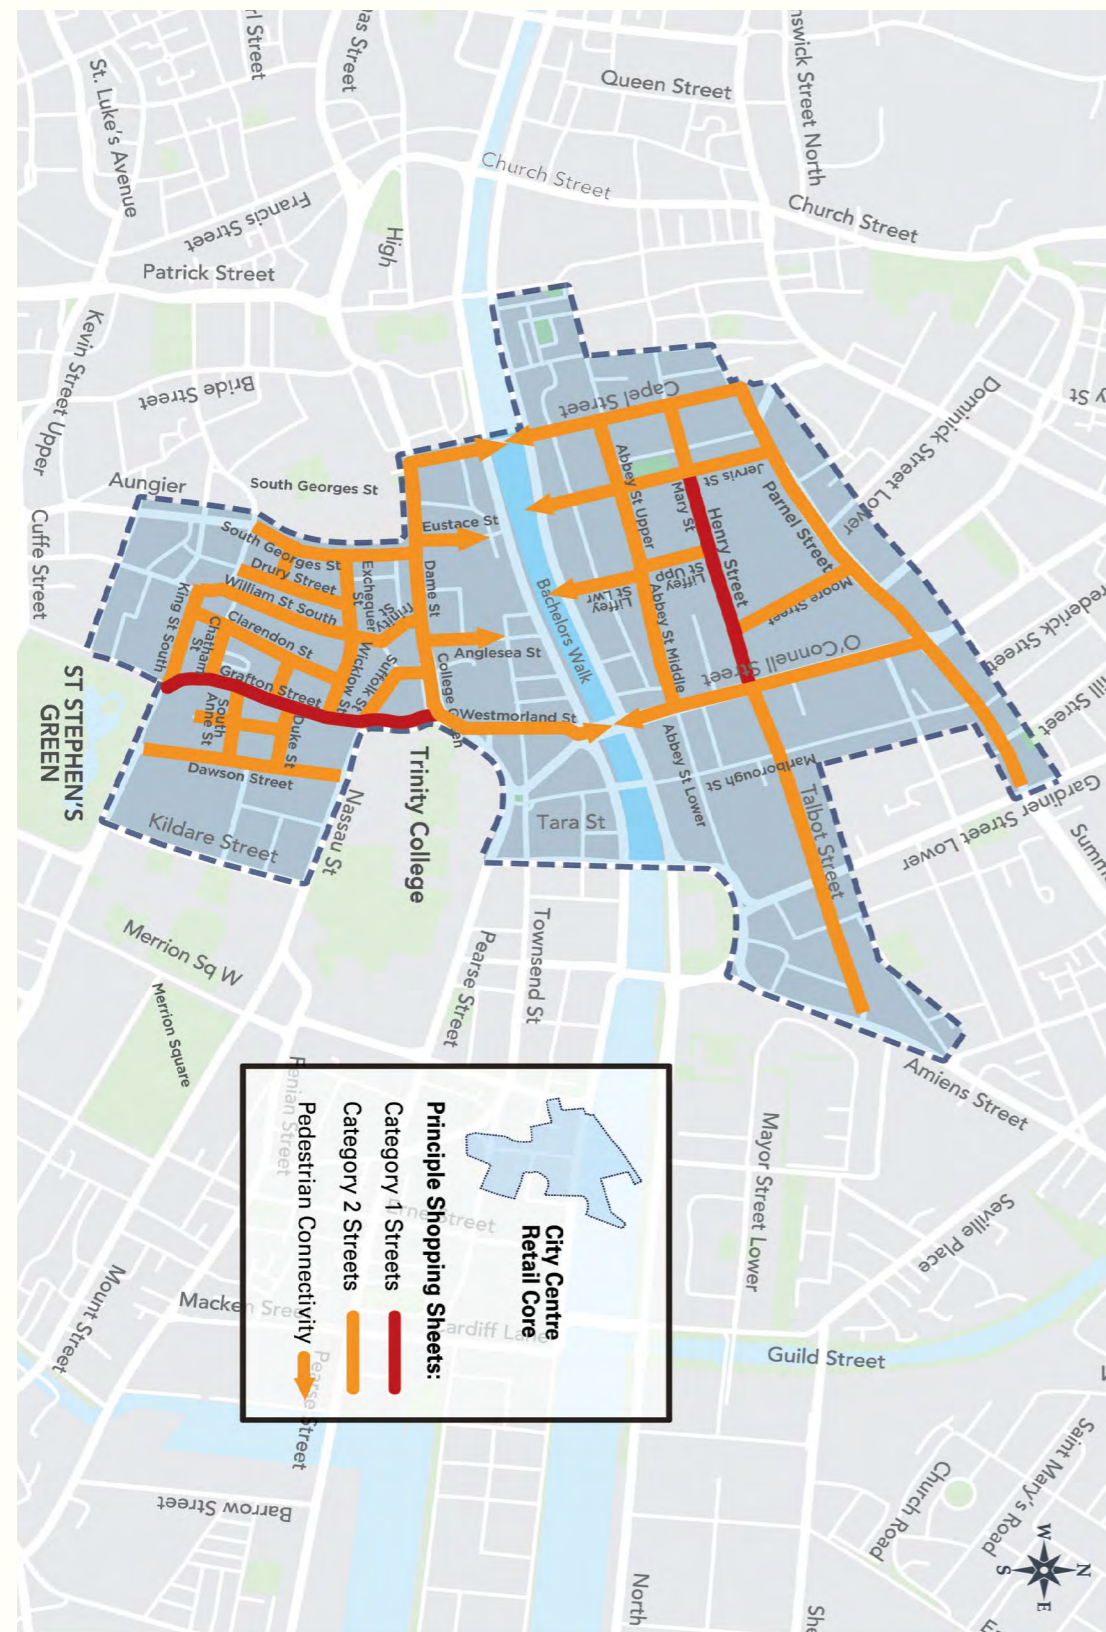 Queen Street
Church Street
Church Street
St. Luke's Avenue
Francis Street
High
Patrick Street
Kevin Street Upper
Bride Street
Aungier
Cuffe Street
South Georges St
Dominick Street Lower
Capel Street
Abbey St Upper
Jervis St
Mary St
Henry Street
Parnel Street
Moore Street
Liffey
St Upp
Liffey
St Lwr
Abbey St Middle
O'Connell Street
Bachelors Walk
Eustace St
Dame St
Anglesea St
Westmorland St
South Georges St
Drury Street
Exchequer
St
Trinity
St
William St South
Clarendon St
Wicklow St
Suffolk St
King St South
Chatham
St
Grafton Street
South
Anne St
Duke St
Dawson Street
Kildare Street
Nassau St
Trinity College
ST STEPHEN'S
GREEN
Abbey St Lower
Marlborough St
Talbot Street
Tara St
Gardiner Street Lower
Townsend St
Pearse Street
Merrion Sq W
Merrion Square
Amiens Street
Mayor Street Lower
Seville Place
Guild Street
Mount Street
Barrow Street
Church Road
Saint Mary's Road
North
City Centre
Retail Core
Principle Shopping Sheets:
Category 1 Streets
Category 2 Streets
Pedestrian Connectivity
N
W
E
S